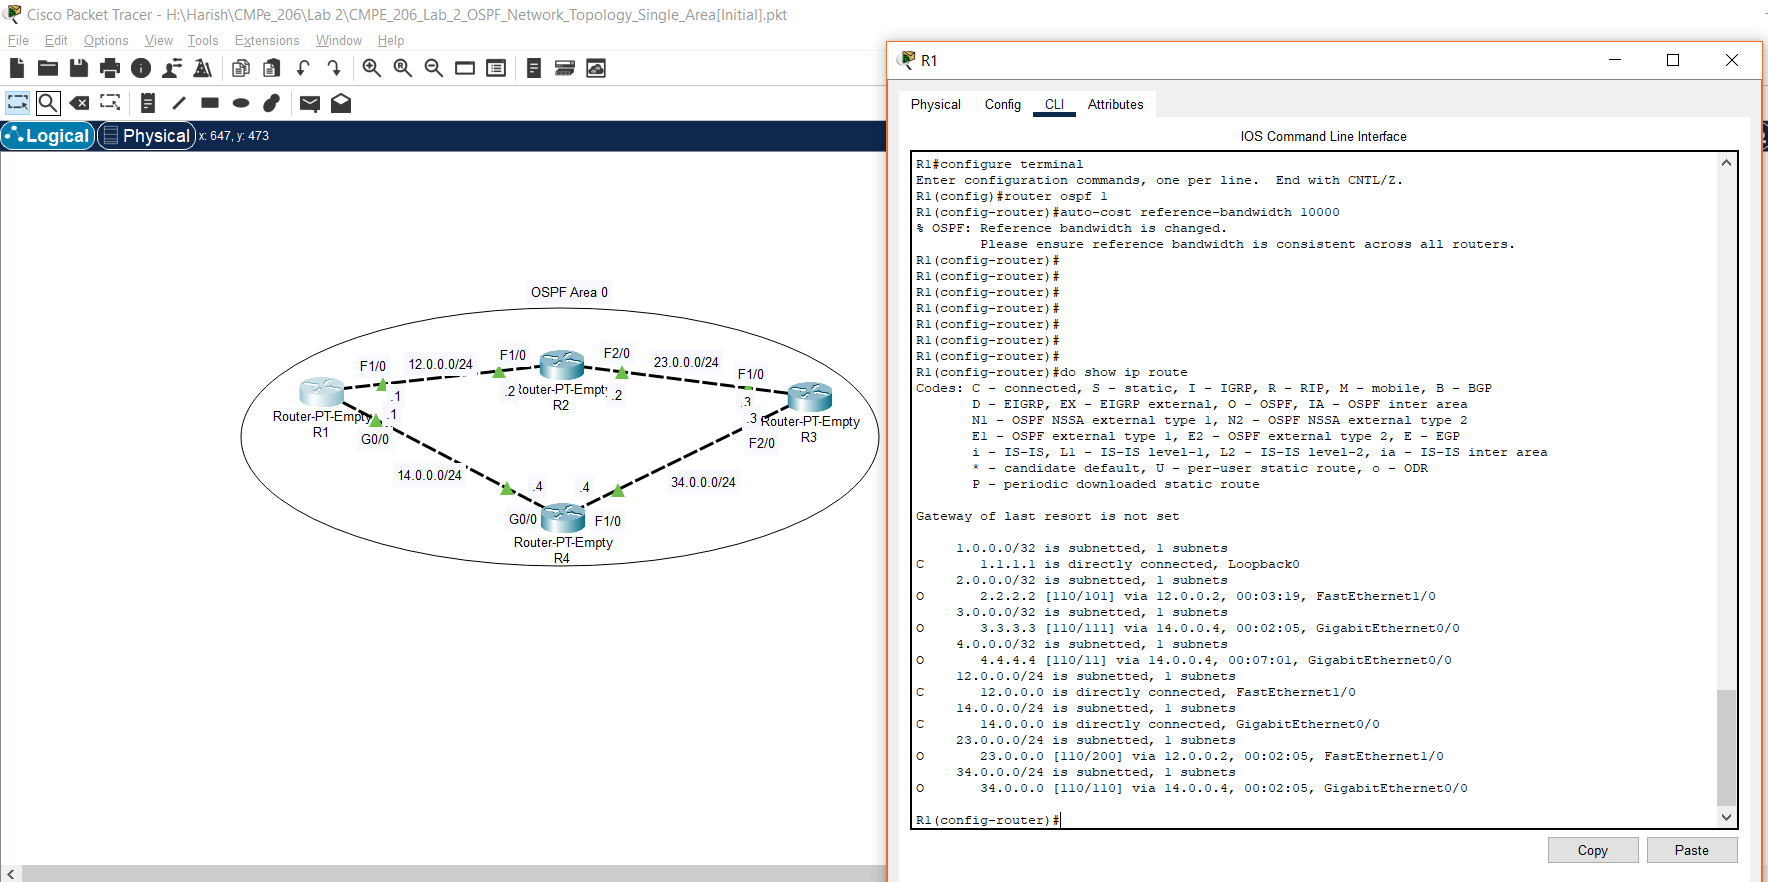 Cisco Packet Tracer - H:\Harish\CMPe_206\Lab 2\CMPE_206_Lab_2_OSPF_Network_Topology_Single_Area[Initial].pkt
File Edit Options View Tools Extensions Window Help
Logical Physical x: 647, y: 473
OSPF Area 0
F1/0 12.0.0.0/24 F1/0 F2/0 23.0.0.0/24 F1/0
.1 .2 Router-PT-Empty .2 .3
R2
Router-PT-Empty .1 .3 Router-PT-Empty
R1 R3
G0/0 F2/0
14.0.0.0/24 .4 .4 34.0.0.0/24
G0/0 F1/0
Router-PT-Empty
R4
R1
Physical Config CLI Attributes
IOS Command Line Interface
R1#configure terminal
Enter configuration commands, one per line.  End with CNTL/Z.
R1(config)#router ospf 1
R1(config-router)#auto-cost reference-bandwidth 10000
% OSPF: Reference bandwidth is changed.
        Please ensure reference bandwidth is consistent across all routers.
R1(config-router)#
R1(config-router)#
R1(config-router)#
R1(config-router)#
R1(config-router)#
R1(config-router)#
R1(config-router)#
R1(config-router)#do show ip route
Codes: C - connected, S - static, I - IGRP, R - RIP, M - mobile, B - BGP
       D - EIGRP, EX - EIGRP external, O - OSPF, IA - OSPF inter area
       N1 - OSPF NSSA external type 1, N2 - OSPF NSSA external type 2
       E1 - OSPF external type 1, E2 - OSPF external type 2, E - EGP
       i - IS-IS, L1 - IS-IS level-1, L2 - IS-IS level-2, ia - IS-IS inter area
       * - candidate default, U - per-user static route, o - ODR
       P - periodic downloaded static route
Gateway of last resort is not set
     1.0.0.0/32 is subnetted, 1 subnets
C       1.1.1.1 is directly connected, Loopback0
     2.0.0.0/32 is subnetted, 1 subnets
O       2.2.2.2 [110/101] via 12.0.0.2, 00:03:19, FastEthernet1/0
     3.0.0.0/32 is subnetted, 1 subnets
O       3.3.3.3 [110/111] via 14.0.0.4, 00:02:05, GigabitEthernet0/0
     4.0.0.0/32 is subnetted, 1 subnets
O       4.4.4.4 [110/11] via 14.0.0.4, 00:07:01, GigabitEthernet0/0
     12.0.0.0/24 is subnetted, 1 subnets
C       12.0.0.0 is directly connected, FastEthernet1/0
     14.0.0.0/24 is subnetted, 1 subnets
C       14.0.0.0 is directly connected, GigabitEthernet0/0
     23.0.0.0/24 is subnetted, 1 subnets
O       23.0.0.0 [110/200] via 12.0.0.2, 00:02:05, FastEthernet1/0
     34.0.0.0/24 is subnetted, 1 subnets
O       34.0.0.0 [110/110] via 14.0.0.4, 00:02:05, GigabitEthernet0/0
R1(config-router)#
Copy Paste